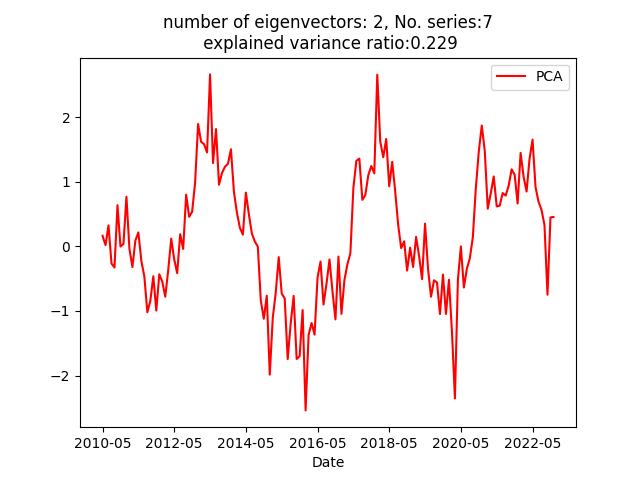 number of eigenvectors: 2, No. series:7
explained variance ratio:0.229
PCA
2
1
0
−1
−2
2010-05 2012-05 2014-05 2016-05 2018-05 2020-05 2022-05
Date